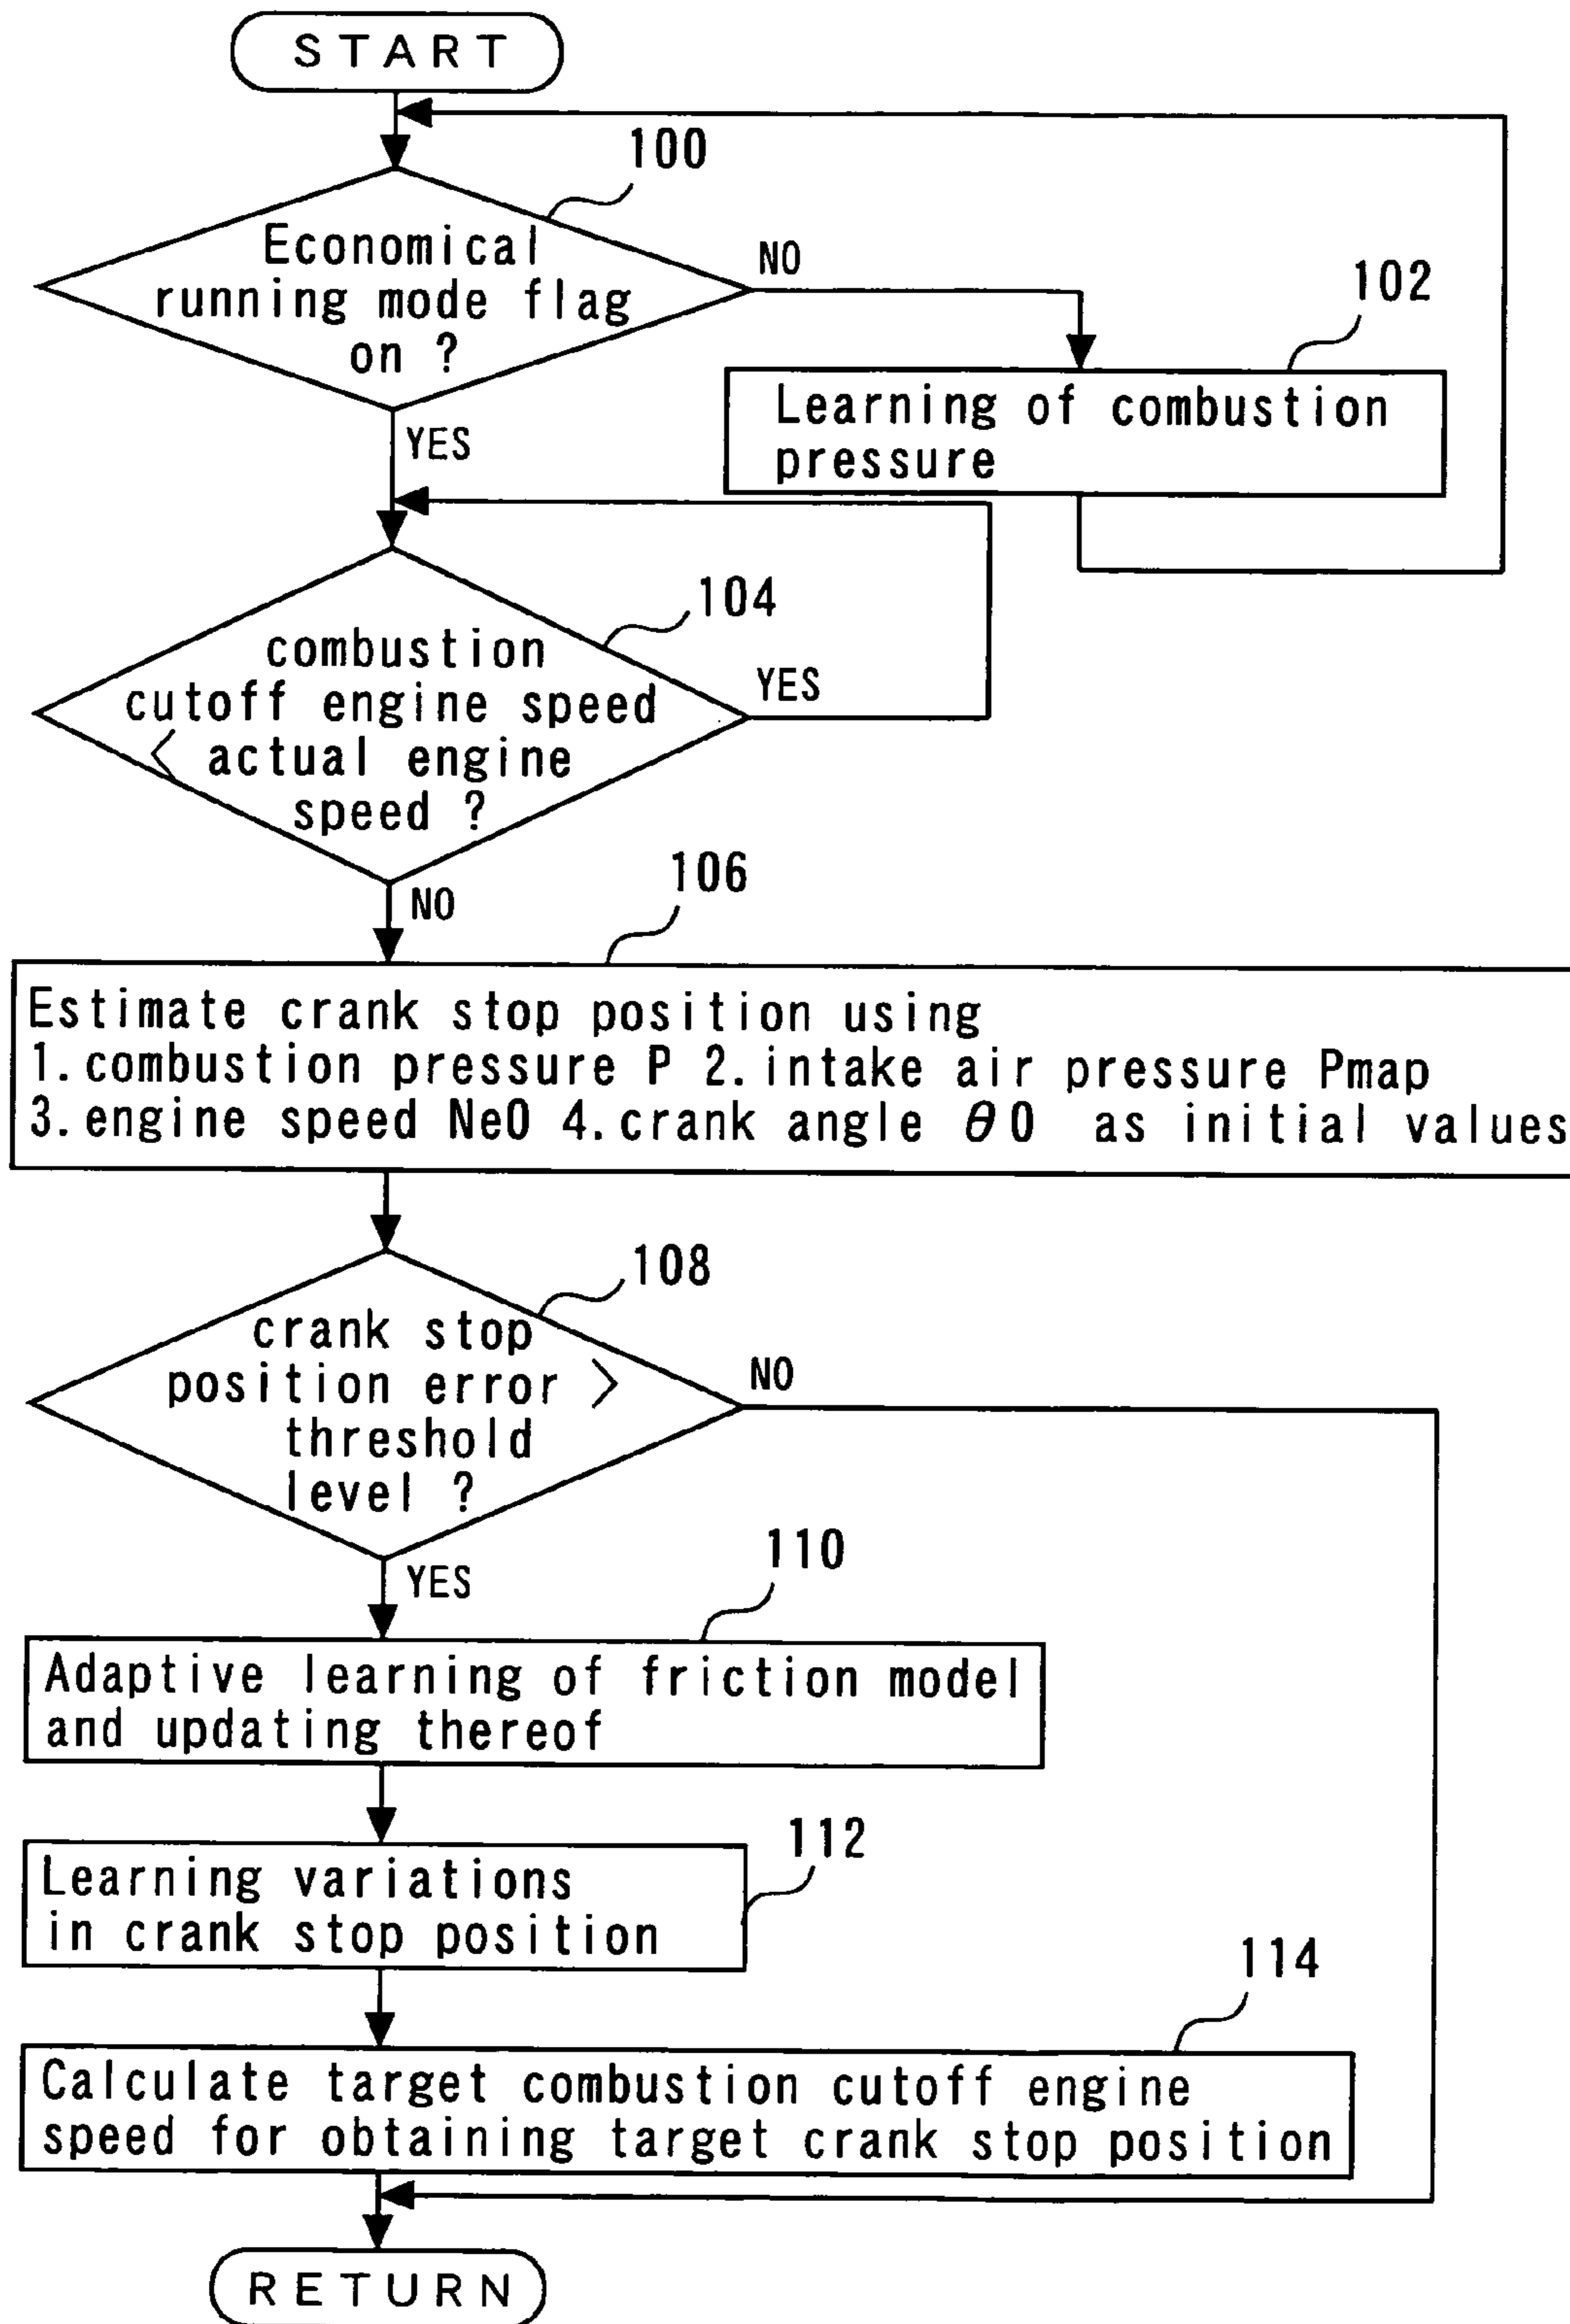 START
100
Economical
running mode flag
on ?
NO
102
Learning of combustion
pressure
YES
104
combustion
cutoff engine speed
< actual engine
speed ?
YES
NO
106
Estimate crank stop position using
1. combustion pressure P 2. intake air pressure Pmap
3. engine speed Ne0 4. crank angle θ0 as initial values
108
crank stop
position error >
threshold
level ?
NO
YES
110
Adaptive learning of friction model
and updating thereof
112
Learning variations
in crank stop position
114
Calculate target combustion cutoff engine
speed for obtaining target crank stop position
RETURN